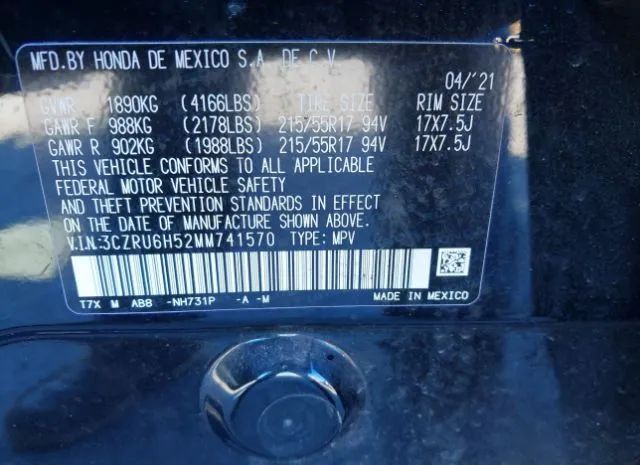 MFD.BY HONDA DE MEXICO S.A. DE C.V.
04/'21
GVWR 1890KG (4166LBS) TIRE SIZE RIM SIZE
GAWR F 988KG (2178LBS) 215/55R17 94V 17X7.5J
GAWR R 902KG (1988LBS) 215/55R17 94V 17X7.5J
THIS VEHICLE CONFORMS TO ALL APPLICABLE
FEDERAL MOTOR VEHICLE SAFETY
AND THEFT PREVENTION STANDARDS IN EFFECT
ON THE DATE OF MANUFACTURE SHOWN ABOVE.
V.I.N:3CZRU6H52MM741570 TYPE: MPV
T7X M AB8 -NH731P -A -M MADE IN MEXICO